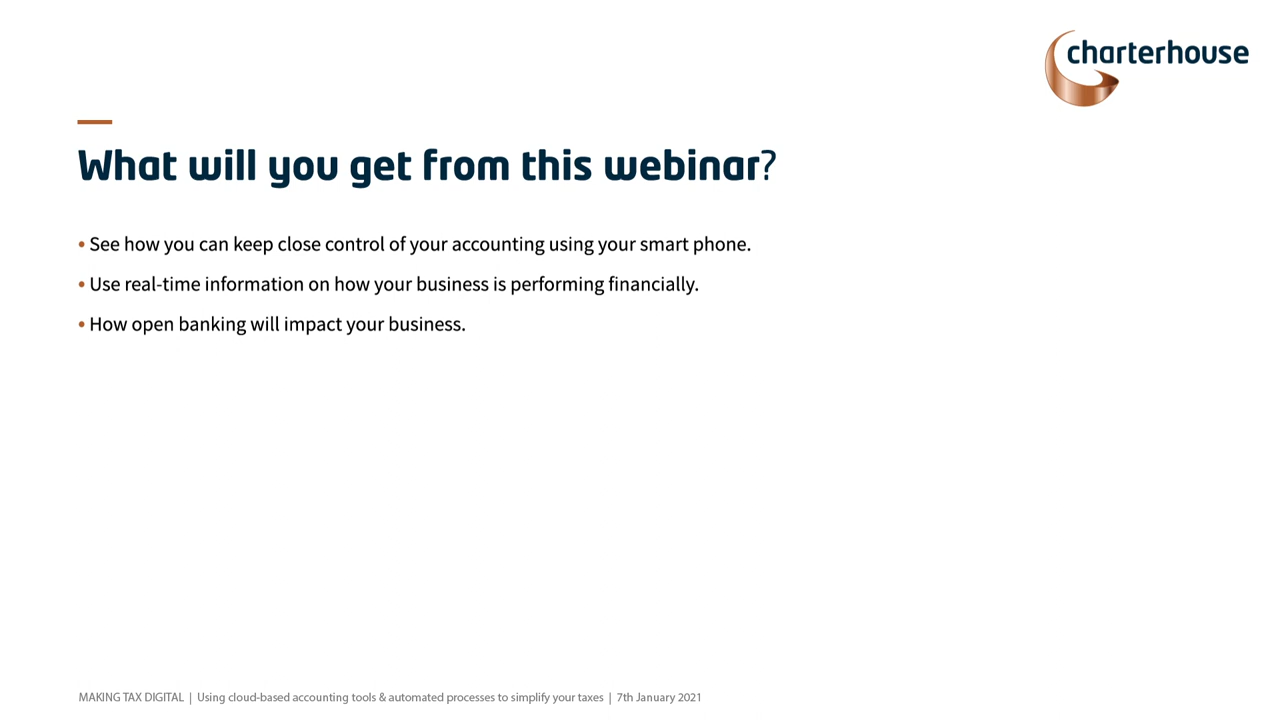 charterhouse
What will you get from this webinar?
• See how you can keep close control of your accounting using your smart phone.
• Use real-time information on how your business is performing financially.
• How open banking will impact your business.
MAKING TAX DIGITAL | Using cloud-based accounting tools & automated processes to simplify your taxes | 7th January 2021